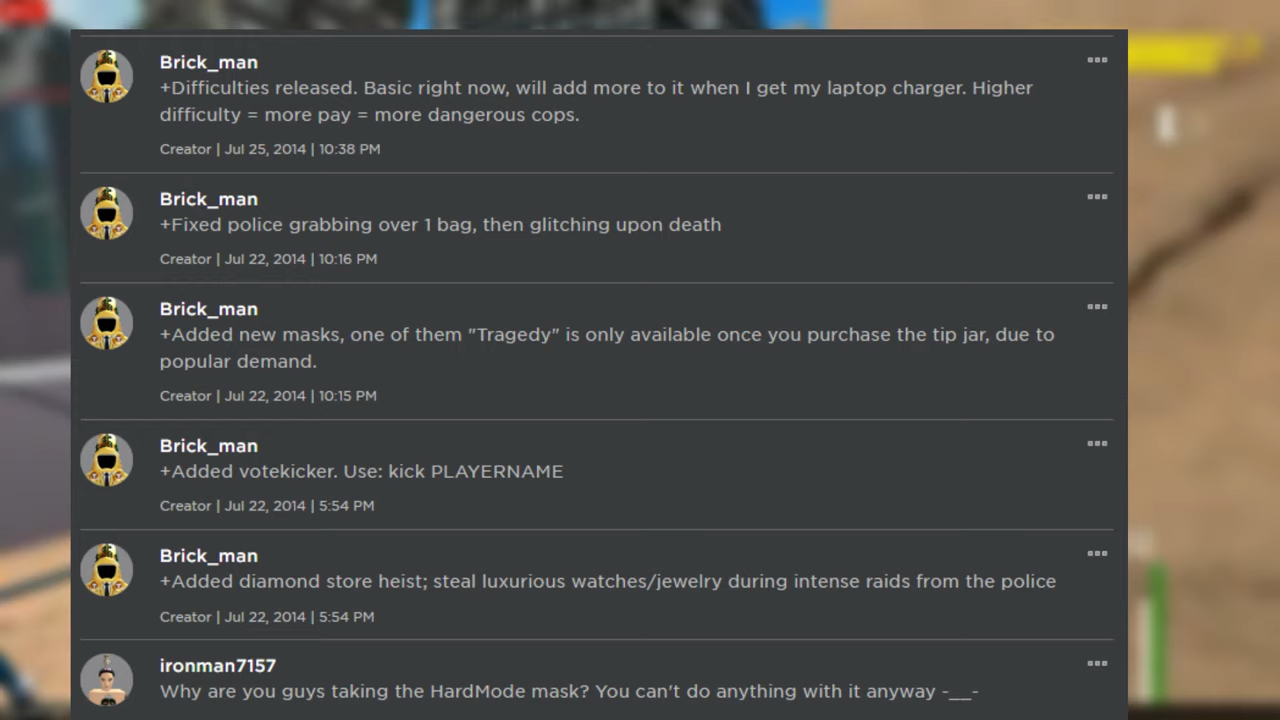 Brick_man
+Difficulties released. Basic right now, will add more to it when I get my laptop charger. Higher
difficulty = more pay = more dangerous cops.
Creator | Jul 25, 2014 | 10:38 PM
Brick_man
+Fixed police grabbing over 1 bag, then glitching upon death
Creator | Jul 22, 2014 | 10:16 PM
Brick_man
+Added new masks, one of them "Tragedy" is only available once you purchase the tip jar, due to
popular demand.
Creator | Jul 22, 2014 | 10:15 PM
Brick_man
+Added votekicker. Use: kick PLAYERNAME
Creator | Jul 22, 2014 | 5:54 PM
Brick_man
+Added diamond store heist; steal luxurious watches/jewelry during intense raids from the police
Creator | Jul 22, 2014 | 5:54 PM
ironman7157
Why are you guys taking the HardMode mask? You can't do anything with it anyway -__-